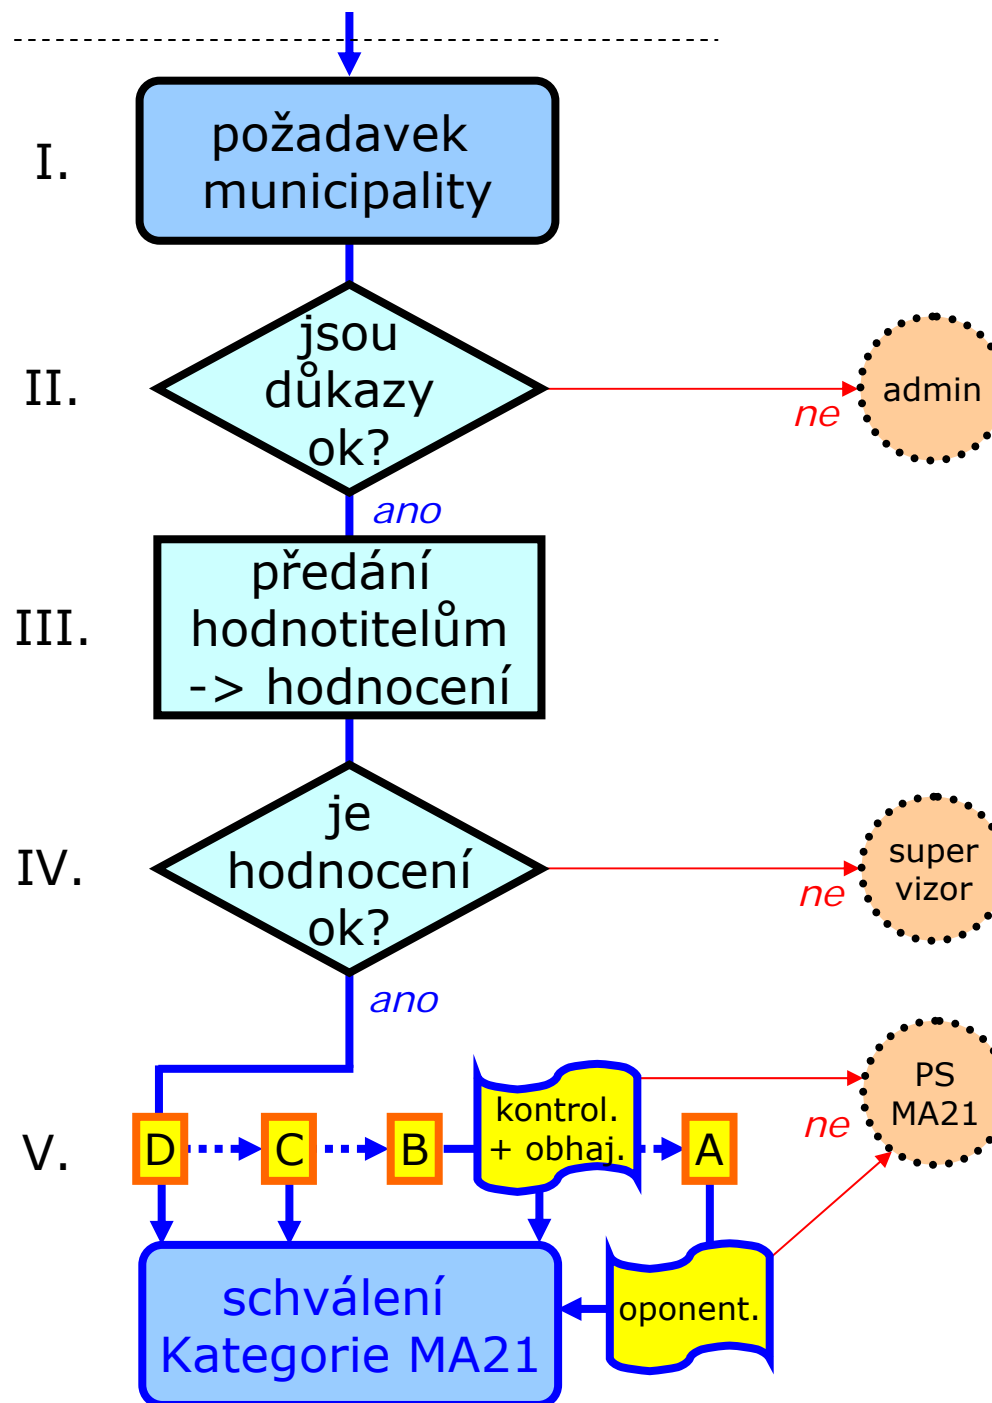 I.
požadavek
municipality
II.
jsou
důkazy
ok?
ne
admin
ano
III.
předání
hodnotitelům
-> hodnocení
IV.
je
hodnocení
ok?
ne
super
vizor
ano
V.
D
C
B
kontrol.
+ obhaj.
A
ne
PS
MA21
schválení
Kategorie MA21
oponent.